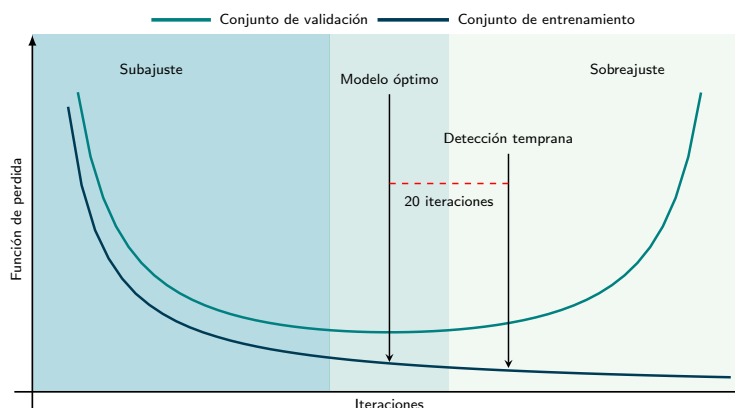 Conjunto de validación
Conjunto de entrenamiento
Subajuste
Sobreajuste
Modelo óptimo
Detección temprana
20 iteraciones
Función de perdida
Iteraciones